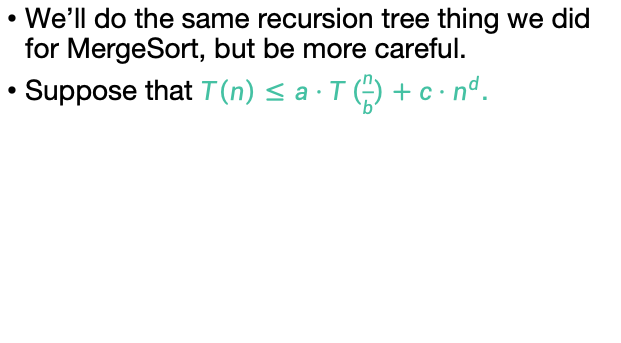 • We’ll do the same recursion tree thing we did
for MergeSort, but be more careful.
• Suppose that T(n) ≤ a · T (n/b) + c · n^d.